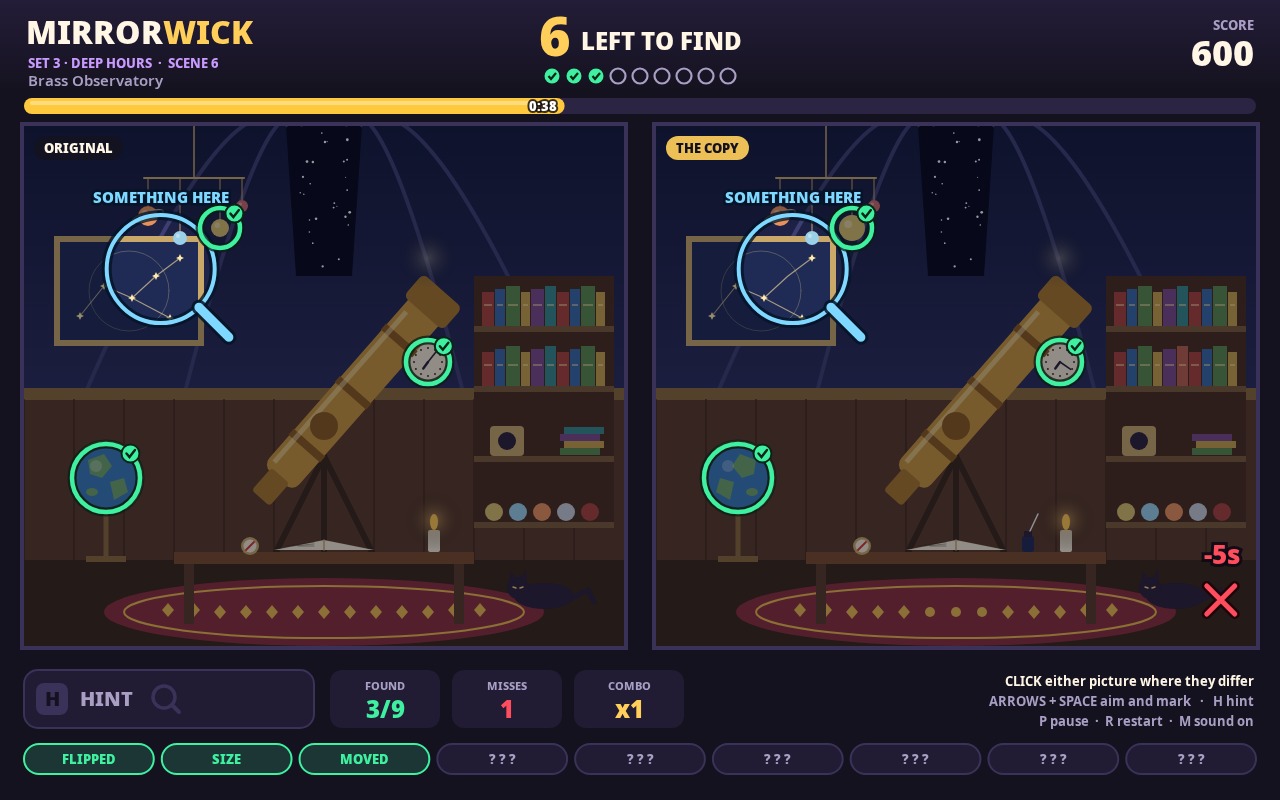 MIRRORWICK
SET 3 · DEEP HOURS · SCENE 6
Brass Observatory
6 LEFT TO FIND
SCORE
600
0:38
ORIGINAL
SOMETHING HERE
THE COPY
SOMETHING HERE
-5s
H HINT
FOUND
3/9
MISSES
1
COMBO
x1
CLICK either picture where they differ
ARROWS + SPACE aim and mark · H hint
P pause · R restart · M sound on
FLIPPED
SIZE
MOVED
???
???
???
???
???
???